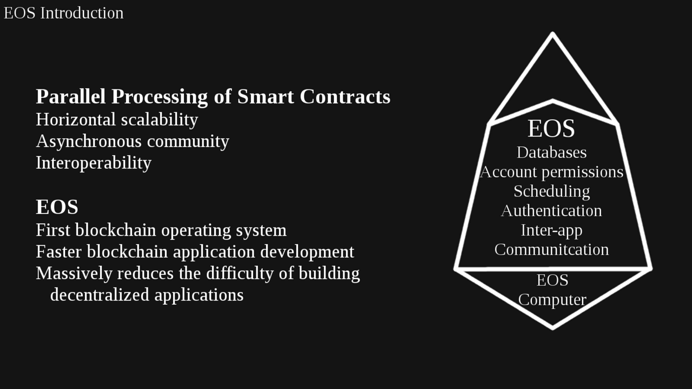 EOS Introduction
Parallel Processing of Smart Contracts
Horizontal scalability
Asynchronous community
Interoperability
EOS
First blockchain operating system
Faster blockchain application development
Massively reduces the difficulty of building
decentralized applications
EOS
Databases
Account permissions
Scheduling
Authentication
Inter-app
Communitcation
EOS
Computer